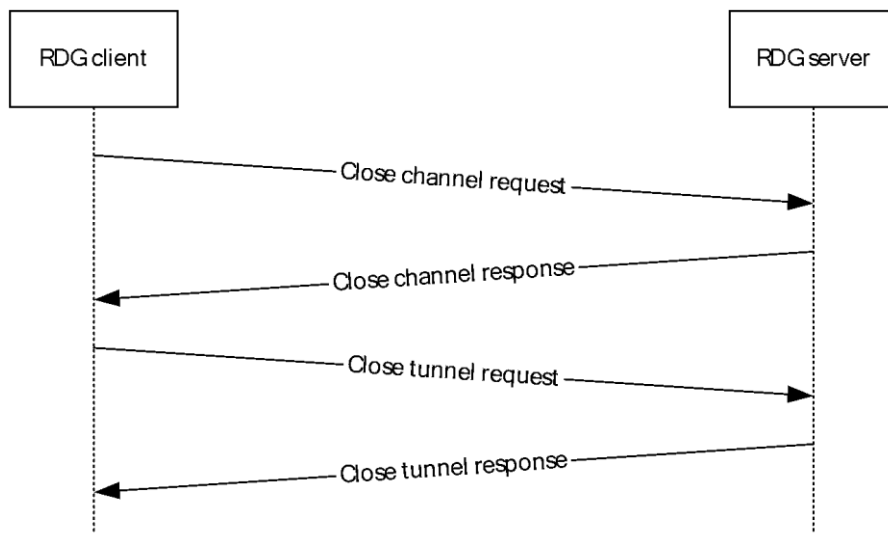 RDG client
RDG server
Close channel request
Close channel response
Close tunnel request
Close tunnel response